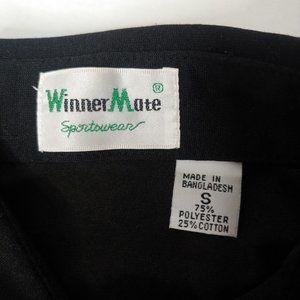 WinnerMate®
Sportswear
MADE IN
BANGLADESH
S
75%
POLYESTER
25% COTTON